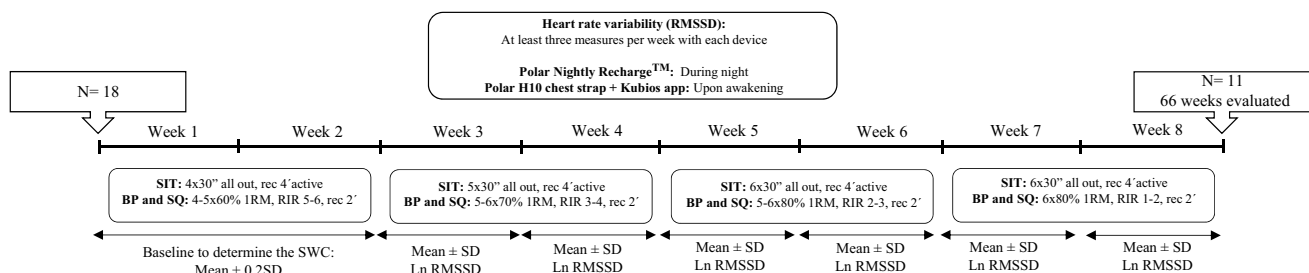 Heart rate variability (RMSSD):
At least three measures per week with each device
Polar Nightly Recharge™: During night
Polar H10 chest strap + Kubios app: Upon awakening
N= 18
N= 11
66 weeks evaluated
Week 1
Week 2
Week 3
Week 4
Week 5
Week 6
Week 7
Week 8
SIT: 4x30” all out, rec 4´active
BP and SQ: 4-5x60% 1RM, RIR 5-6, rec 2´
SIT: 5x30” all out, rec 4´active
BP and SQ: 5-6x70% 1RM, RIR 3-4, rec 2´
SIT: 6x30” all out, rec 4´active
BP and SQ: 5-6x80% 1RM, RIR 2-3, rec 2´
SIT: 6x30” all out, rec 4´active
BP and SQ: 6x80% 1RM, RIR 1-2, rec 2´
Baseline to determine the SWC:
Mean ± 0.2SD
Mean ± SD
Ln RMSSD
Mean ± SD
Ln RMSSD
Mean ± SD
Ln RMSSD
Mean ± SD
Ln RMSSD
Mean ± SD
Ln RMSSD
Mean ± SD
Ln RMSSD